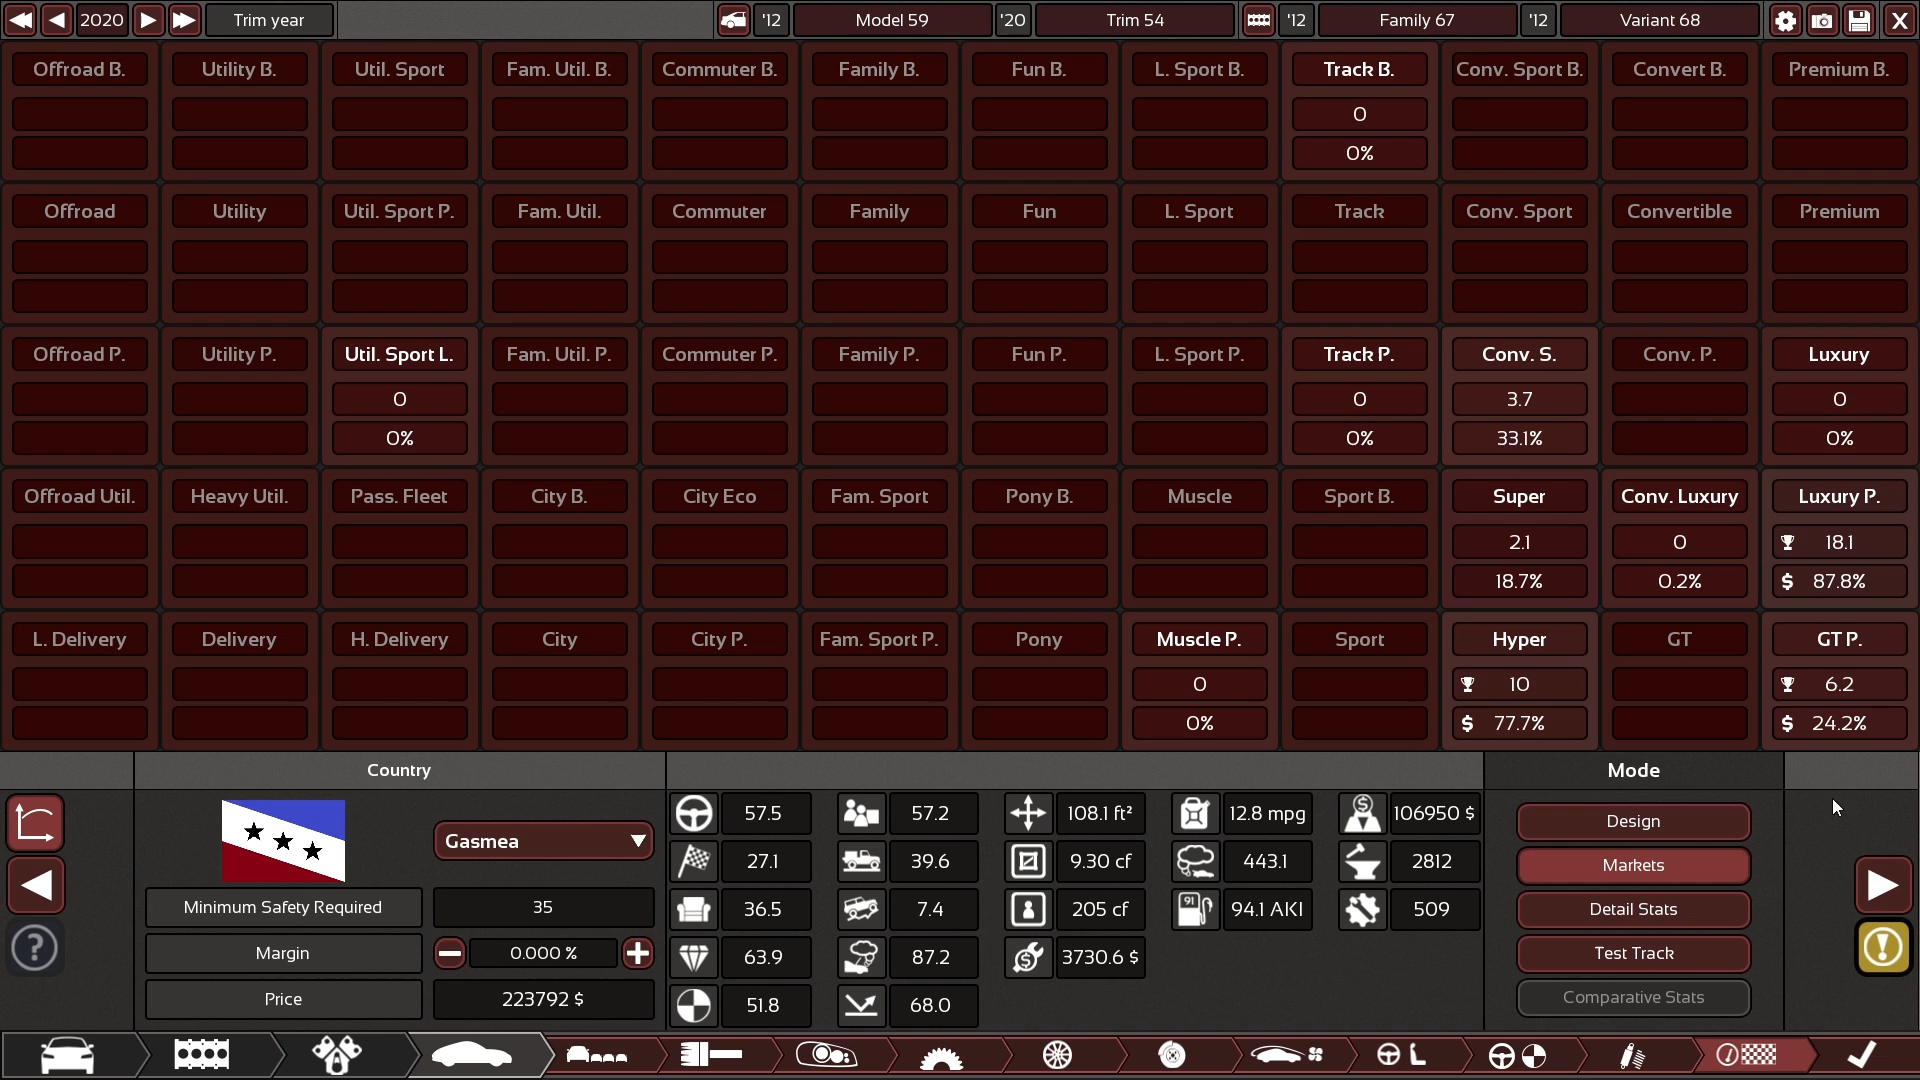 2020 Trim year '12 Model 59 '20 Trim 54 '12 Family 67 '12 Variant 68 X
Offroad B. Utility B. Util. Sport Fam. Util. B. Commuter B. Family B. Fun B. L. Sport B. Track B. Conv. Sport B. Convert B. Premium B.
0
0%
Offroad Utility Util. Sport P. Fam. Util. Commuter Family Fun L. Sport Track Conv. Sport Convertible Premium
Offroad P. Utility P. Util. Sport L. Fam. Util. P. Commuter P. Family P. Fun P. L. Sport P. Track P. Conv. S. Conv. P. Luxury
0 0 3.7 0
0% 0% 33.1% 0%
Offroad Util. Heavy Util. Pass. Fleet City B. City Eco Fam. Sport Pony B. Muscle Sport B. Super Conv. Luxury Luxury P.
2.1 0 18.1
18.7% 0.2% $ 87.8%
L. Delivery Delivery H. Delivery City City P. Fam. Sport P. Pony Muscle P. Sport Hyper GT GT P.
0 10 6.2
0% $ 77.7% $ 24.2%
Country Mode
Gasmea
Minimum Safety Required 35
Margin 0.000 %
Price 223792 $
57.5 57.2 108.1 ft² 12.8 mpg $ 106950 $
27.1 39.6 9.30 cf 443.1 2812
36.5 7.4 205 cf 91 94.1 AKI 509
63.9 87.2 $ 3730.6 $
51.8 68.0
Design
Markets
Detail Stats
Test Track
Comparative Stats
?
!